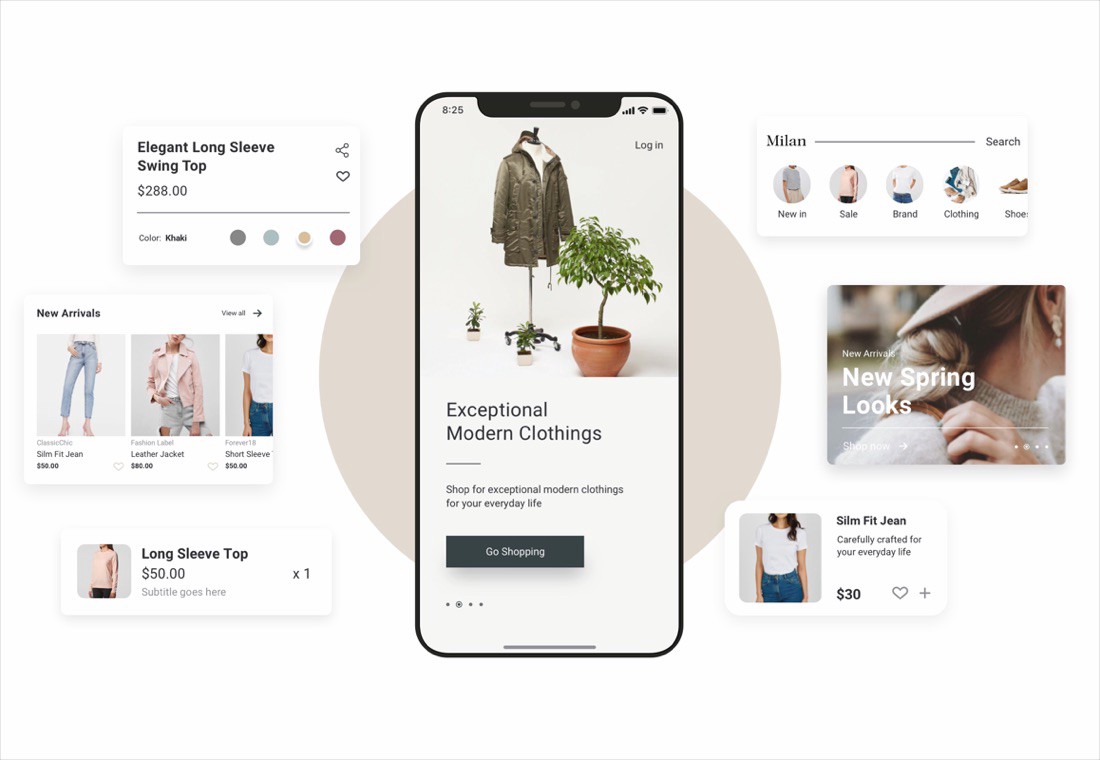 8:25
Log in
Exceptional
Modern Clothings
Shop for exceptional modern clothings
for your everyday life
Go Shopping
Elegant Long Sleeve
Swing Top
$288.00
Color: Khaki
New Arrivals
View all
ClassicChic
Silm Fit Jean
$50.00
Fashion Label
Leather Jacket
$80.00
Forever18
Short Sleeve
$50.00
Long Sleeve Top
$50.00
x 1
Subtitle goes here
Milan
Search
New in
Sale
Brand
Clothing
Shoes
New Arrivals
New Spring
Looks
Shop now
Silm Fit Jean
Carefully crafted for
your everyday life
$30